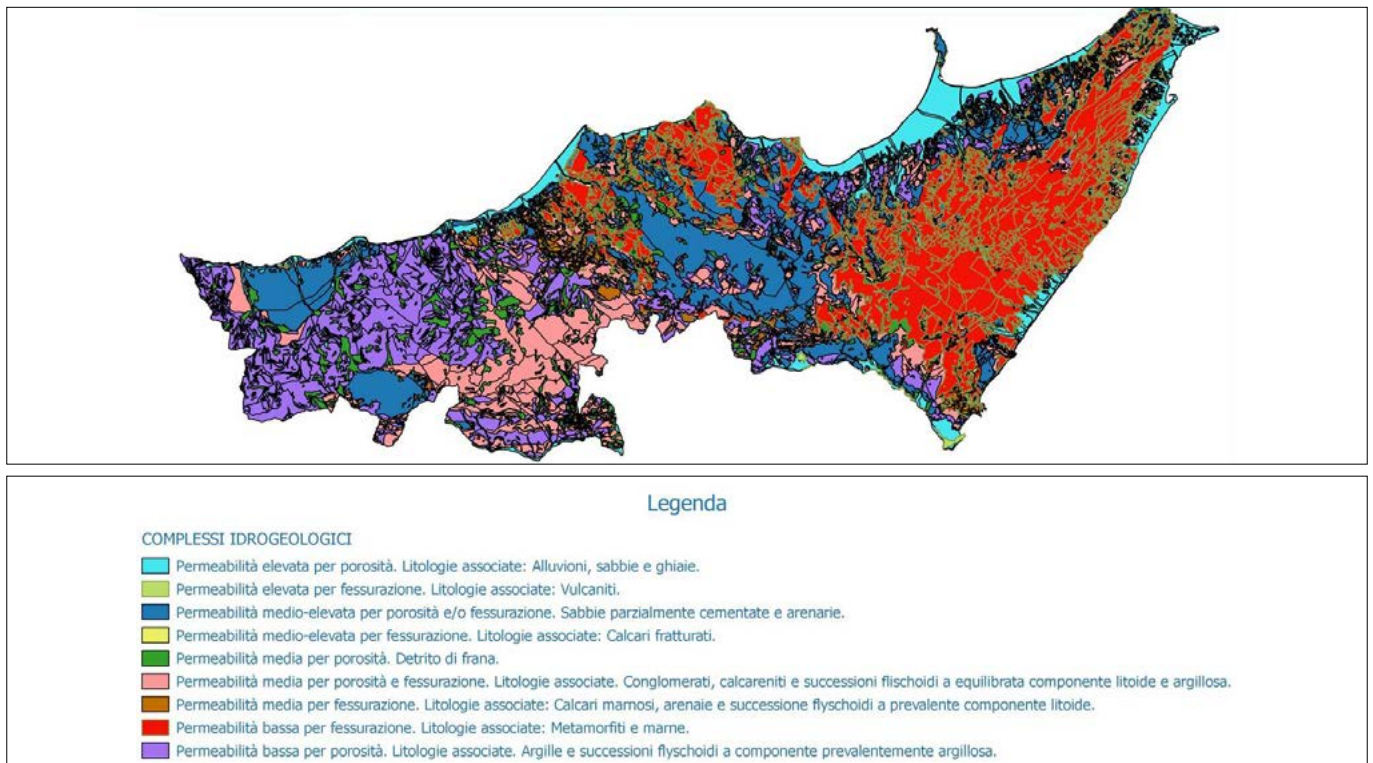 Legenda
COMPLESSI IDROGEOLOGICI
Permeabilità elevata per porosità. Litologie associate: Alluvioni, sabbie e ghiaie.
Permeabilità elevata per fessurazione. Litologie associate: Vulcaniti.
Permeabilità medio-elevata per porosità e/o fessurazione. Sabbie parzialmente cementate e arenarie.
Permeabilità medio-elevata per fessurazione. Litologie associate: Calcari fratturati.
Permeabilità media per porosità. Detrito di frana.
Permeabilità media per porosità e fessurazione. Litologie associate. Conglomerati, calcareniti e successioni flischoidi a equilibrata componente litoide e argillosa.
Permeabilità media per fessurazione. Litologie associate: Calcari marnosi, arenaie e successione flyschoidi a prevalente componente litoide.
Permeabilità bassa per fessurazione. Litologie associate: Metamorfiti e marne.
Permeabilità bassa per porosità. Litologie associate. Argille e successioni flyschoidi a componente prevalentemente argillosa.